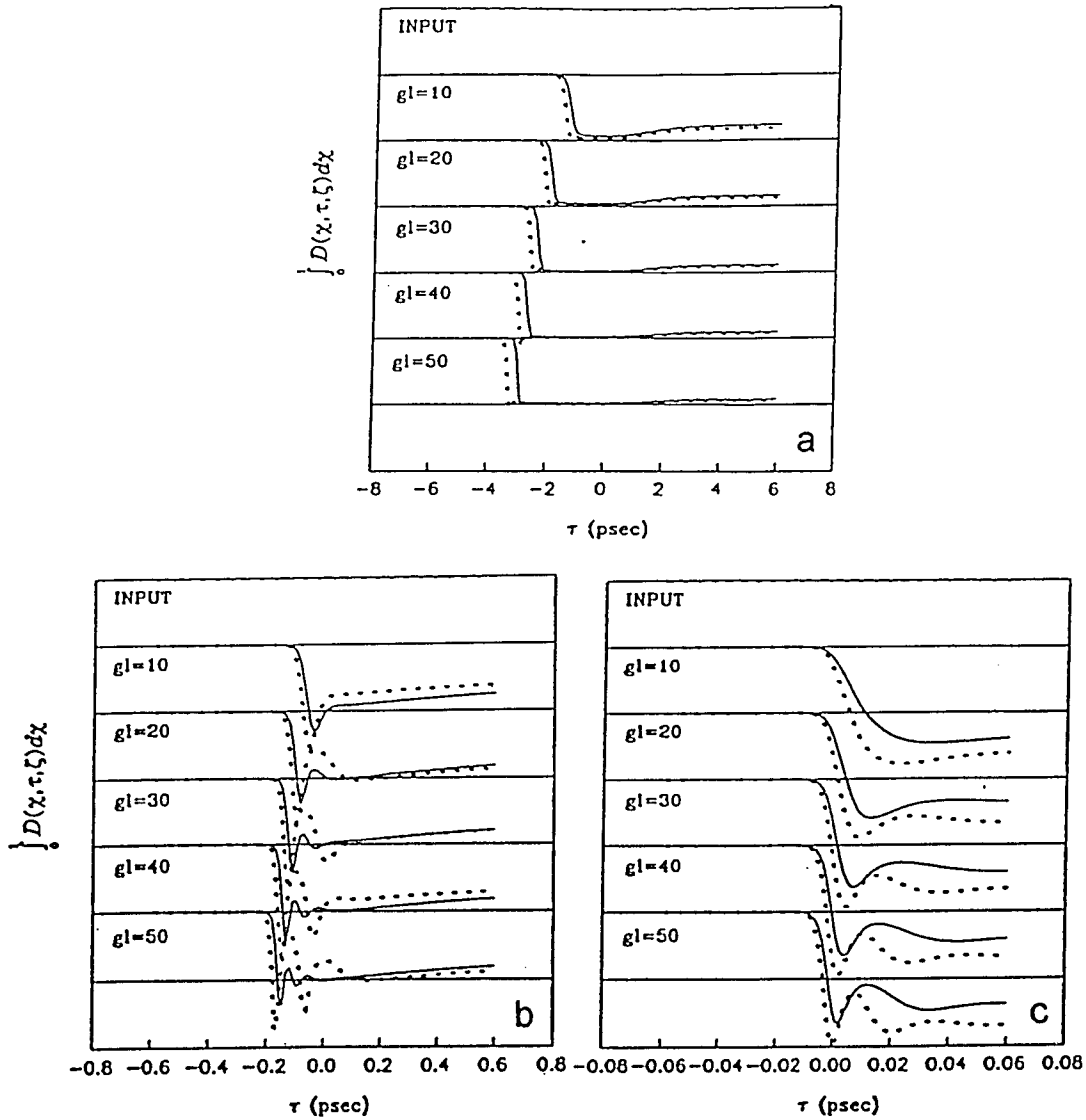 INPUT
gl=10
gl=20
gl=30
gl=40
gl=50
∫₀¹ D(χ,τ,ζ)dχ
a
-8 -6 -4 -2 0 2 4 6 8
τ (psec)
INPUT
gl=10
gl=20
gl=30
gl=40
gl=50
∫₀¹ D(χ,τ,ζ)dχ
b
-0.8 -0.6 -0.4 -0.2 0.0 0.2 0.4 0.6 0.8
τ (psec)
INPUT
gl=10
gl=20
gl=30
gl=40
gl=50
c
-0.08 -0.06 -0.04 -0.02 0.00 0.02 0.04 0.06 0.08
τ (psec)